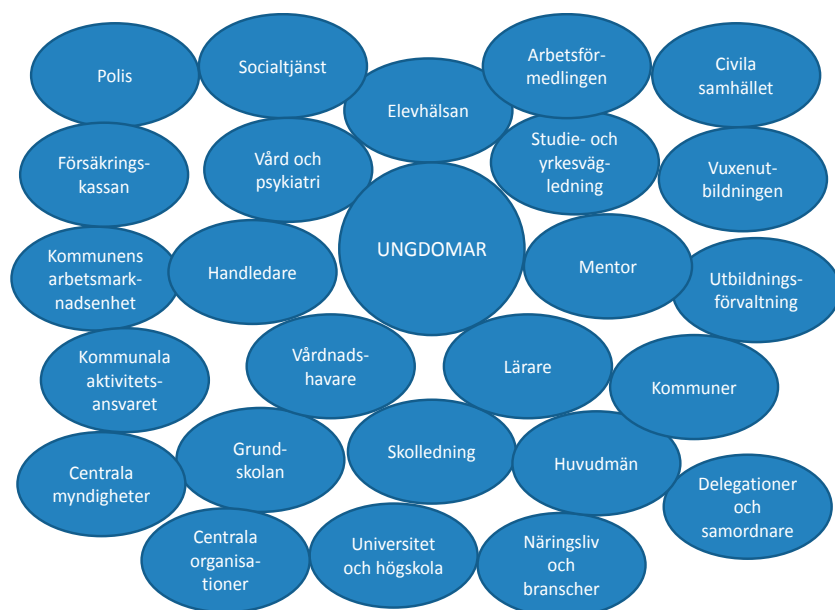 Polis
Socialtjänst
Elevhälsan
Arbetsför-
medlingen
Civila
samhället
Försäkrings-
kassan
Vård och
psykiatri
Studie- och
yrkesväg-
ledning
Vuxenut-
bildningen
UNGDOMAR
Kommunens
arbetsmark-
nadsenhet
Handledare
Mentor
Utbildnings-
förvaltning
Kommunala
aktivitets-
ansvaret
Vårdnads-
havare
Lärare
Kommuner
Centrala
myndigheter
Grund-
skolan
Skolledning
Huvudmän
Delegationer
och
samordnare
Centrala
organisa-
tioner
Universitet
och högskola
Näringsliv
och
branscher